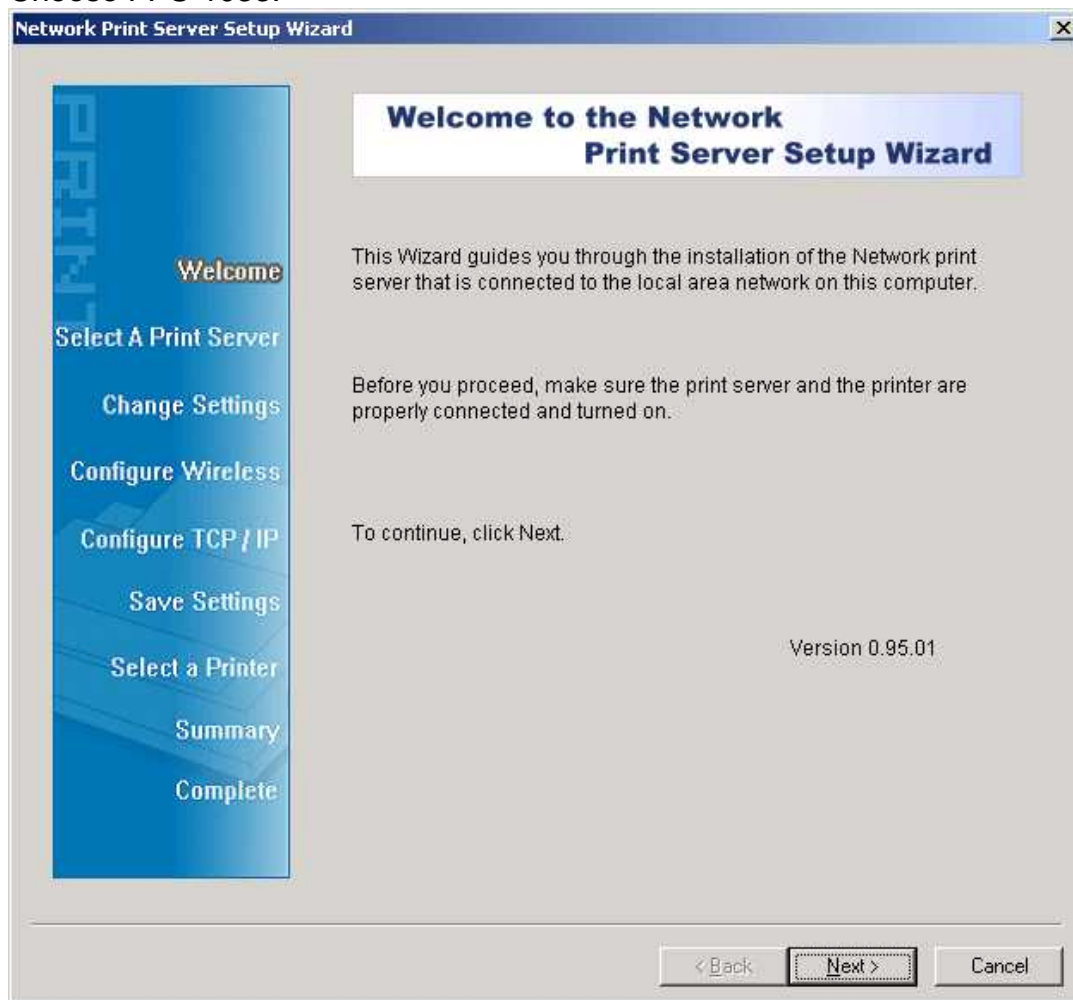 Network Print Server Setup Wizard
PRINT
Welcome to the Network
Print Server Setup Wizard
Welcome
Select A Print Server
Change Settings
Configure Wireless
Configure TCP / IP
Save Settings
Select a Printer
Summary
Complete
This Wizard guides you through the installation of the Network print
server that is connected to the local area network on this computer.
Before you proceed, make sure the print server and the printer are
properly connected and turned on.
To continue, click Next.
Version 0.95.01
< Back
Next >
Cancel